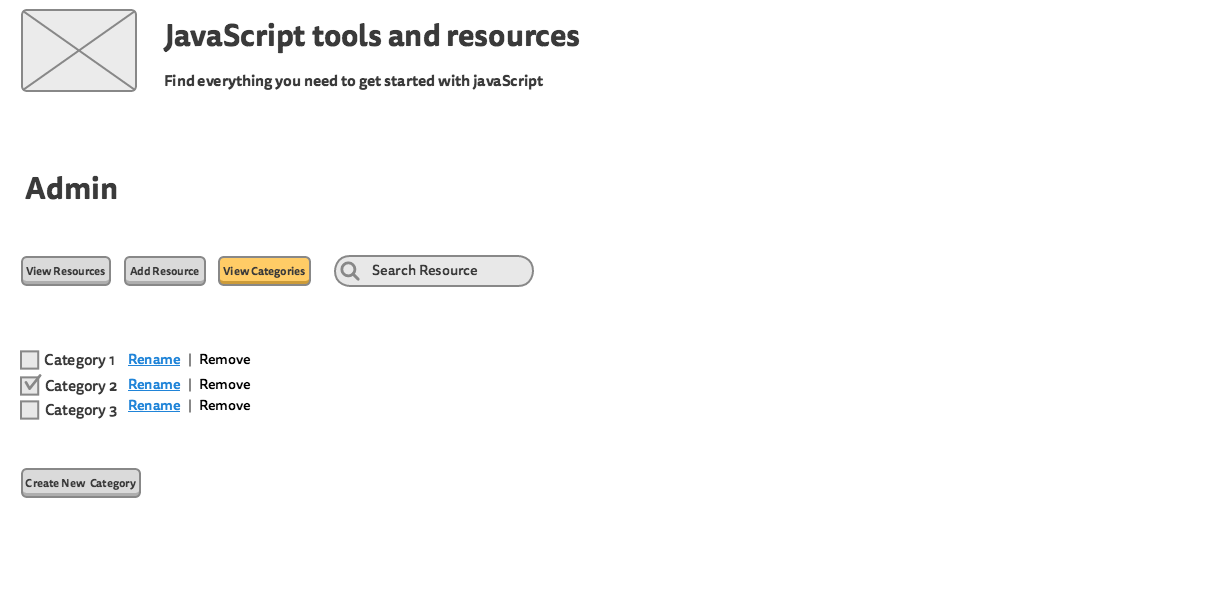 JavaScript tools and resources
Find everything you need to get started with javaScript
Admin
View Resources Add Resource View Categories Search Resource
Category 1 Rename | Remove
Category 2 Rename | Remove
Category 3 Rename | Remove
Create New Category